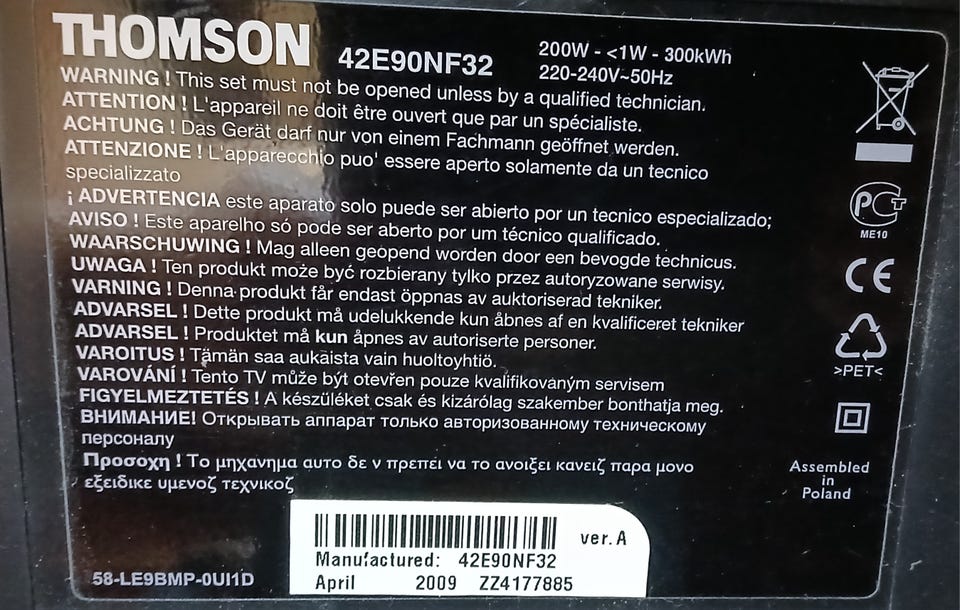 THOMSON 42E90NF32 200W - <1W - 300kWh
220-240V~50Hz
WARNING ! This set must not be opened unless by a qualified technician.
ATTENTION ! L'appareil ne doit être ouvert que par un spécialiste.
ACHTUNG ! Das Gerät darf nur von einem Fachmann geöffnet werden.
ATTENZIONE ! L'apparecchio puo' essere aperto solamente da un tecnico
specializzato
¡ ADVERTENCIA este aparato solo puede ser abierto por un tecnico especializado;
AVISO ! Este aparelho só pode ser aberto por um técnico qualificado.
WAARSCHUWING ! Mag alleen geopend worden door een bevogde technicus.
UWAGA ! Ten produkt może być rozbierany tylko przez autoryzowane serwisy.
VARNING ! Denna produkt får endast öppnas av auktoriserad tekniker.
ADVARSEL ! Dette produkt må udelukkende kun åbnes af en kvalificeret tekniker
ADVARSEL ! Produktet må kun åpnes av autoriserte personer.
VAROITUS ! Tämän saa aukaista vain huoltoyhtiö.
VAROVÁNÍ ! Tento TV může být otevřen pouze kvalifikovaným servisem
FIGYELMEZTETÉS ! A készüléket csak és kizárólag szakember bonthatja meg.
ВНИМАНИЕ! Открывать аппарат только авторизованному техническому
персоналу
Προσοχη ! Το μηχανημα αυτο δε ν πρεπει να το ανοιξει κανειζ παρα μονο
εξειδικε υμενοζ τεχνικοζ
PCT
ME10
CE
>PET<
Assembled
in
Poland
ver. A
Manufactured: 42E90NF32
April 2009 ZZ4177885
58-LE9BMP-0UI1D